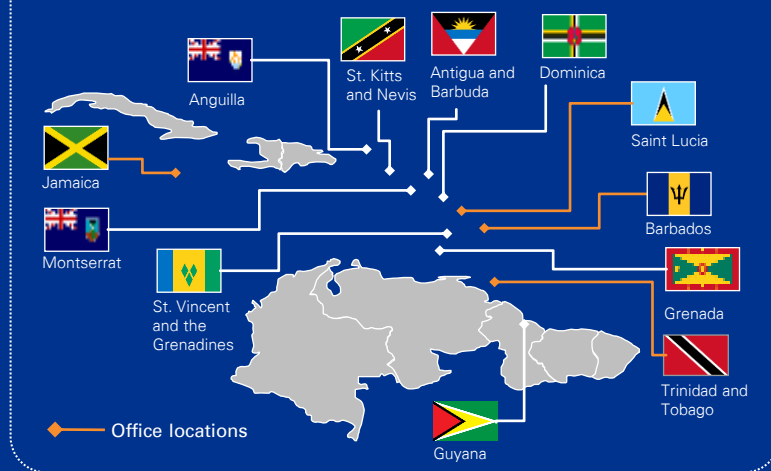 St. Kitts
and Nevis
Antigua and
Barbuda
Dominica
Anguilla
Saint Lucia
Jamaica
Barbados
Montserrat
St. Vincent
and the
Grenadines
Grenada
Trinidad and
Tobago
Office locations
Guyana